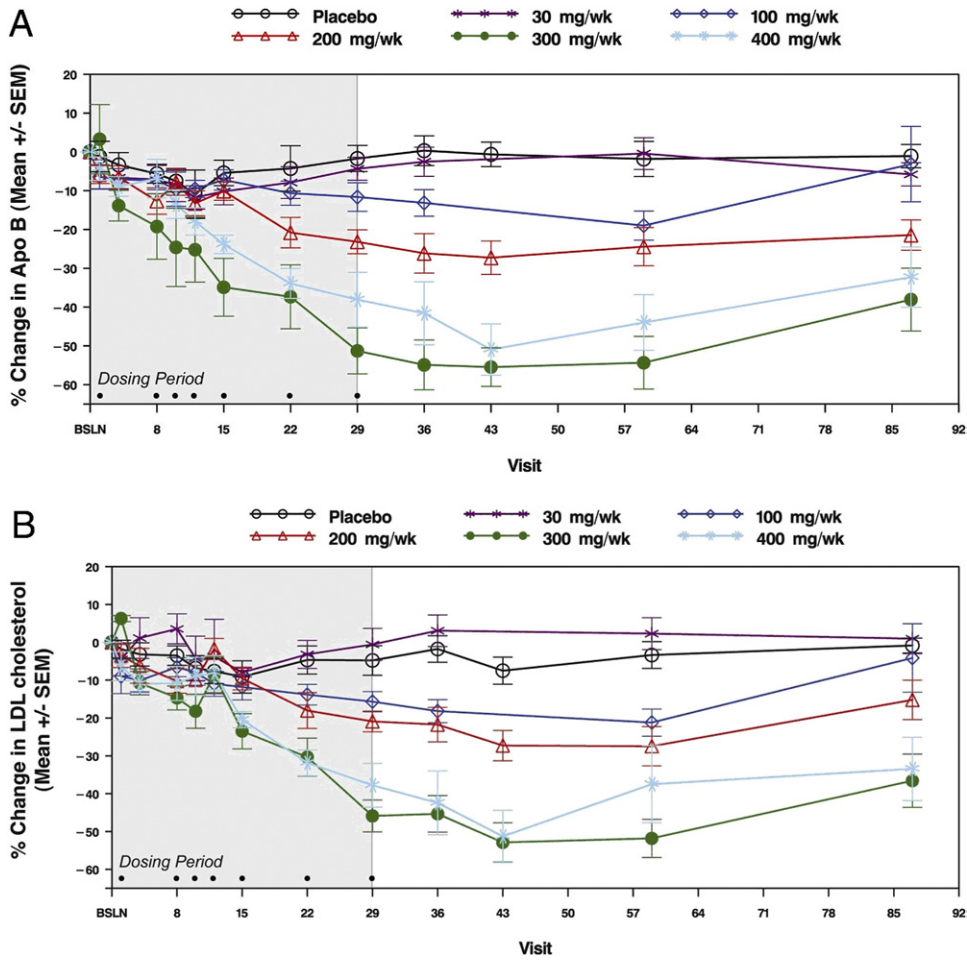 A
Placebo 30 mg/wk 100 mg/wk
200 mg/wk 300 mg/wk 400 mg/wk
% Change in Apo B (Mean +/- SEM)
20
10
0
−10
−20
−30
−40
−50
−60
Dosing Period
BSLN 8 15 22 29 36 43 50 57 64 71 78 85 92
Visit
B
Placebo 30 mg/wk 100 mg/wk
200 mg/wk 300 mg/wk 400 mg/wk
% Change in LDL cholesterol
(Mean +/- SEM)
20
10
0
−10
−20
−30
−40
−50
−60
Dosing Period
BSLN 8 15 22 29 36 43 50 57 64 71 78 85 92
Visit